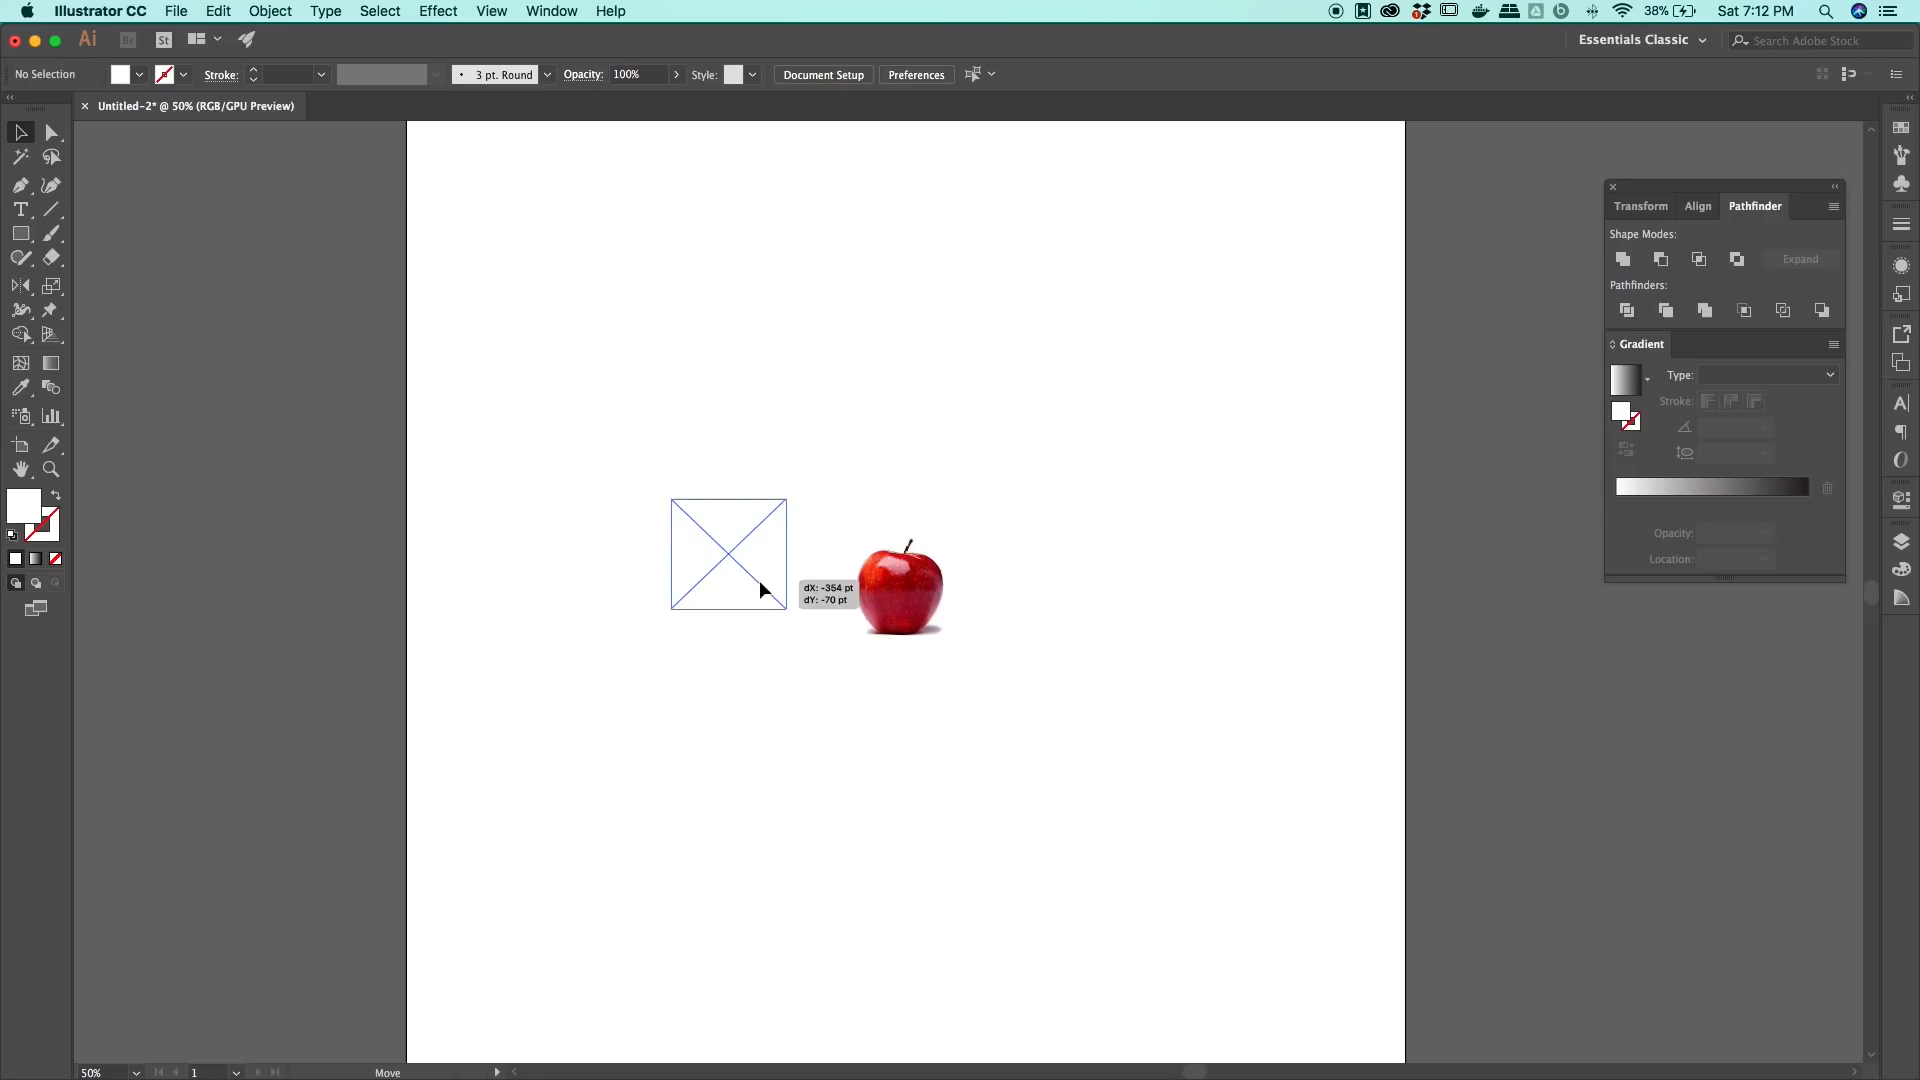 Illustrator CC File Edit Object Type Select Effect View Window Help 38% Sat 7:12 PM
Ai Br St Essentials Classic Search Adobe Stock
No Selection Stroke: 3 pt. Round Opacity: 100% Style: Document Setup Preferences
× Untitled-2* @ 50% (RGB/GPU Preview)
Transform Align Pathfinder
Shape Modes:
Expand
Pathfinders:
Gradient
Type:
Stroke:
dX: -354 pt
dY: -70 pt
Opacity:
Location:
50% 1 Move